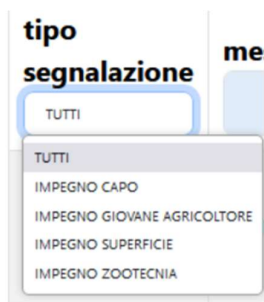 tipo
segnalazione
TUTTI
TUTTI
IMPEGNO CAPO
IMPEGNO GIOVANE AGRICOLTORE
IMPEGNO SUPERFICIE
IMPEGNO ZOOTECNIA